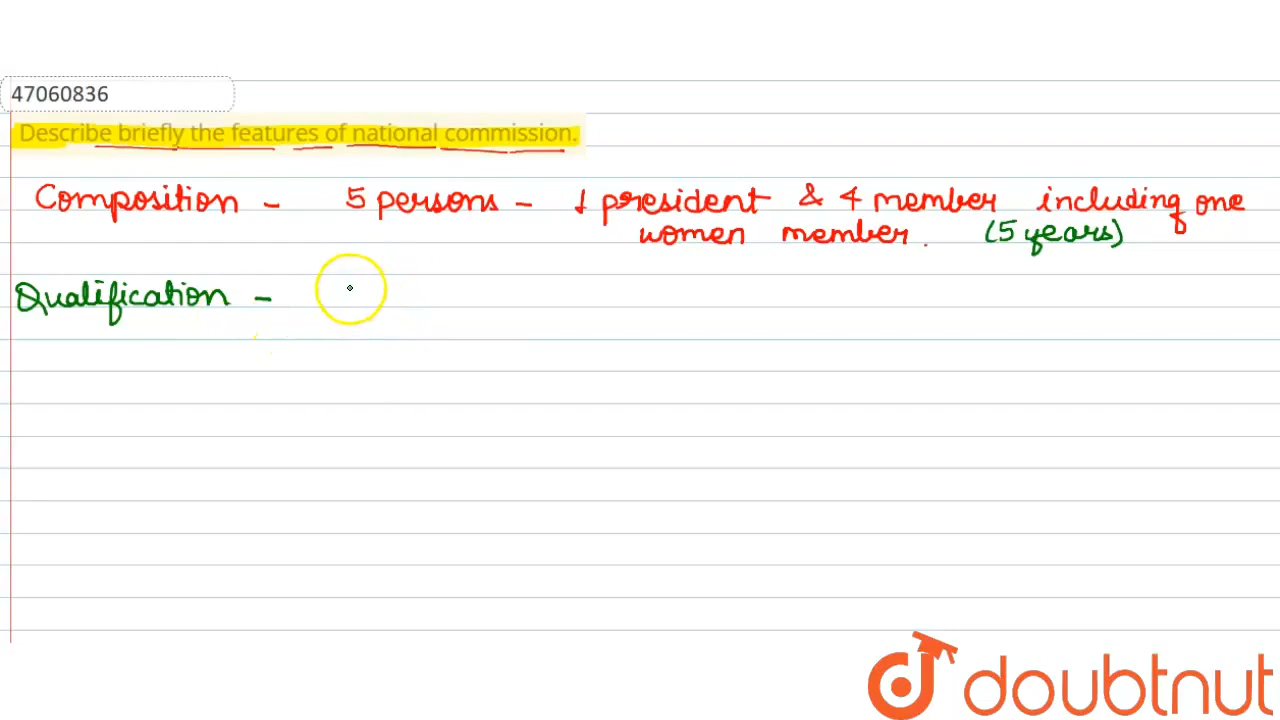 47060836
Describe briefly the features of national commission.
Composition - 5 persons - 1 president & 4 member including one
women member. (5 years)
Qualification -
doubtnut